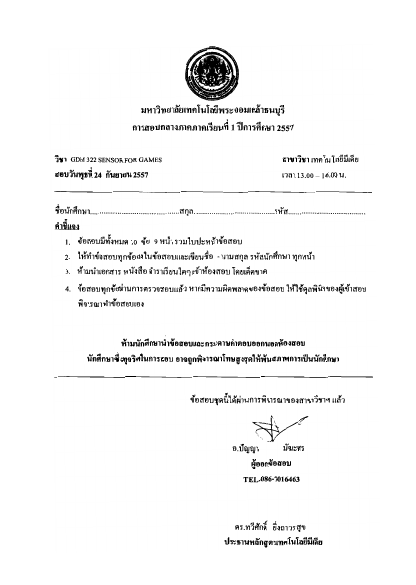 มหาวิทยาลัยเทคโนโลยีพระจอมเกล้าธนบุรี
การสอบกลางภาคภาคเรียนที่ 1 ปีการศึกษา 2557
วิชา GDM 322 SENSOR FOR GAMES
สาขาวิชาเทคโนโลยีมีเดีย
สอบวันพุธที่ 24 กันยายน 2557
เวลา 13.00 – 16.00 น.
ชื่อนักศึกษา..............................สกุล..............................รหัส..............................
คำชี้แจง
1. ข้อสอบมีทั้งหมด ข้อ 9 หน้า รวมใบปะหน้าข้อสอบ
2. ให้ทำข้อสอบทุกข้อลงในข้อสอบและเขียนชื่อ - นามสกุล รหัสนักศึกษา ทุกหน้า
3. ห้ามนำเอกสาร หนังสือ ตำราเรียนใดๆเข้าห้องสอบ โดยเด็ดขาด
4. ข้อสอบทุกข้อผ่านการตรวจสอบแล้ว หากมีความผิดพลาดของข้อสอบ ให้ใช้ดุลพินิจของผู้เข้าสอบ
พิจารณาทำข้อสอบเอง
ห้ามนักศึกษานำข้อสอบและกระดาษคำตอบออกนอกห้องสอบ
นักศึกษาซึ่งทุจริตในการสอบ อาจถูกพิจารณาโทษสูงสุดให้พ้นสภาพการเป็นนักศึกษา
ข้อสอบชุดนี้ได้ผ่านการพิจารณาของสาขาวิชาฯ แล้ว
อ.ปัญญา มัฆะศร
ผู้ออกข้อสอบ
TEL.086-7016463
ดร.ทวีศักดิ์ ยิ่งถาวรสุข
ประธานหลักสูตรเทคโนโลยีมีเดีย